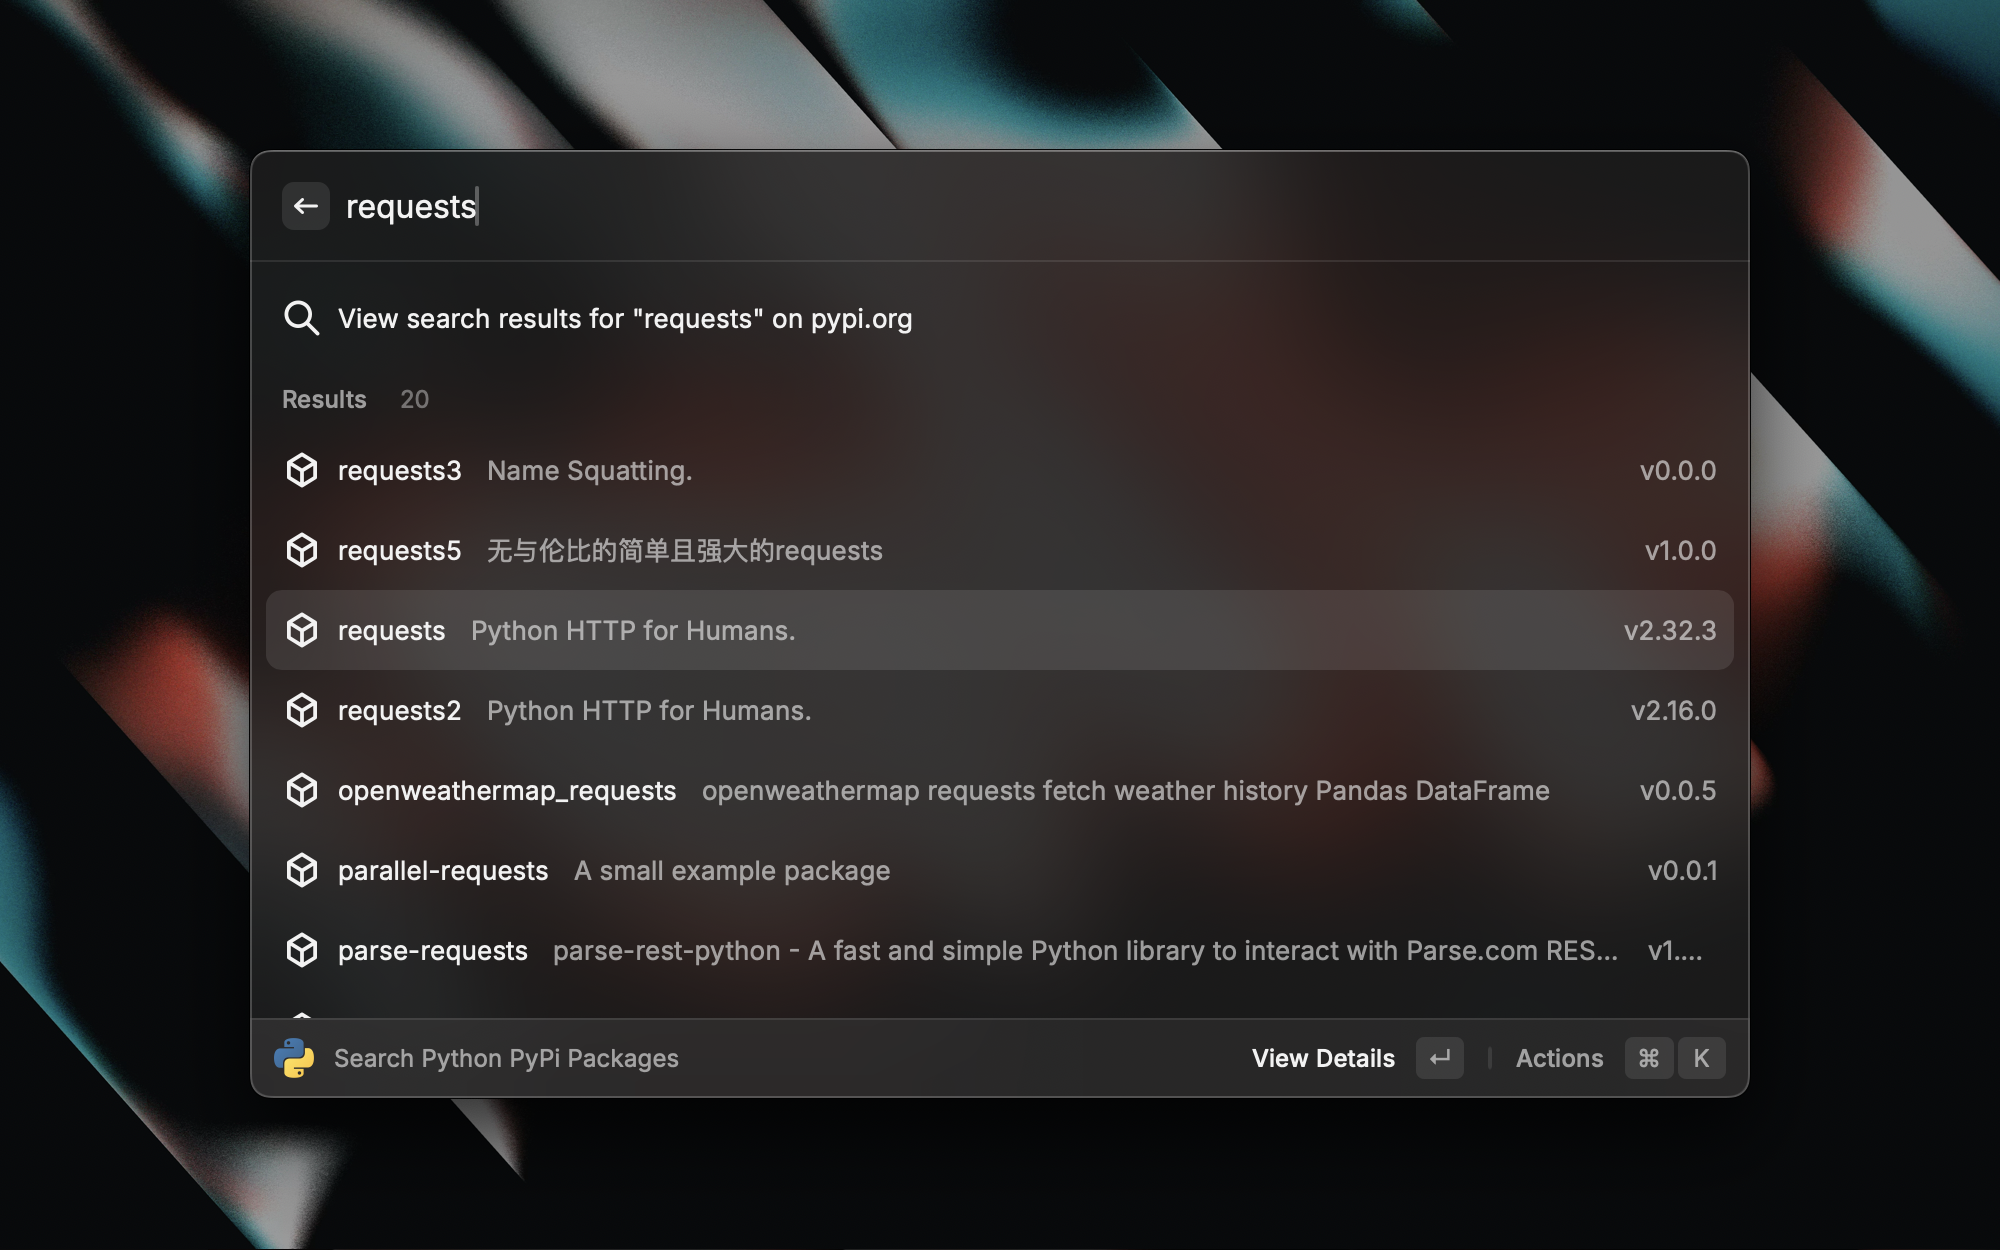 requests
View search results for "requests" on pypi.org
Results 20
requests3 Name Squatting. v0.0.0
requests5 无与伦比的简单且强大的requests v1.0.0
requests Python HTTP for Humans. v2.32.3
requests2 Python HTTP for Humans. v2.16.0
openweathermap_requests openweathermap requests fetch weather history Pandas DataFrame v0.0.5
parallel-requests A small example package v0.0.1
parse-requests parse-rest-python - A fast and simple Python library to interact with Parse.com RES... v1....
Search Python PyPi Packages View Details ↵ Actions ⌘ K